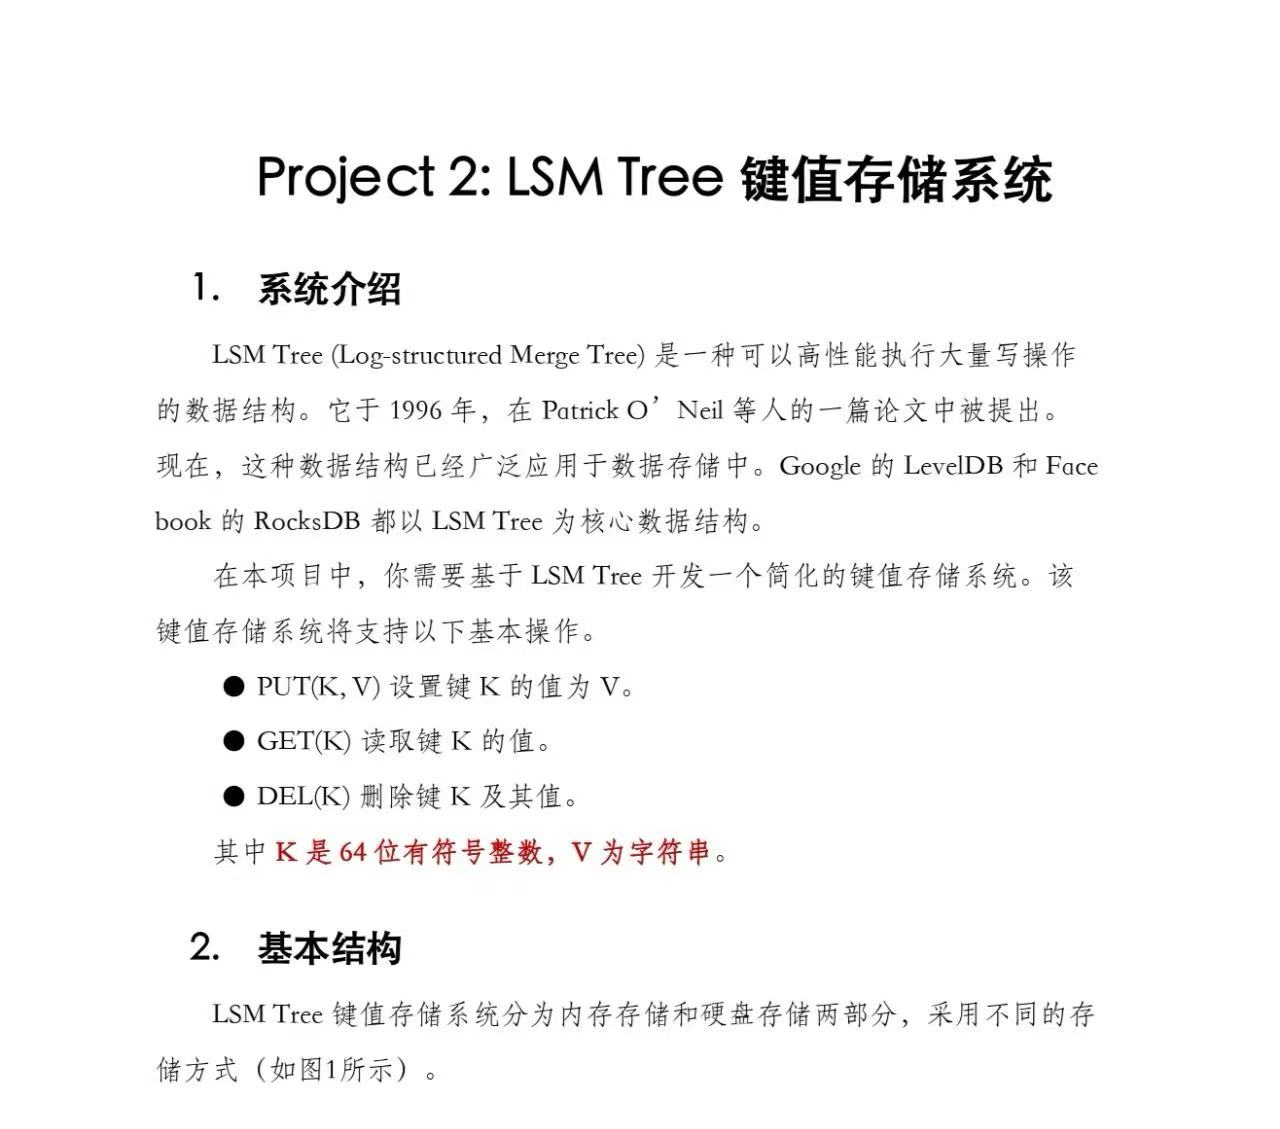 Project 2: LSM Tree 键值存储系统
1. 系统介绍
LSM Tree (Log-structured Merge Tree) 是一种可以高性能执行大量写操作
的数据结构。它于 1996 年，在 Patrick O’Neil 等人的一篇论文中被提出。
现在，这种数据结构已经广泛应用于数据存储中。Google 的 LevelDB 和 Face
book 的 RocksDB 都以 LSM Tree 为核心数据结构。
在本项目中，你需要基于 LSM Tree 开发一个简化的键值存储系统。该
键值存储系统将支持以下基本操作。
● PUT(K, V) 设置键 K 的值为 V。
● GET(K) 读取键 K 的值。
● DEL(K) 删除键 K 及其值。
其中 K 是 64 位有符号整数，V 为字符串。
2. 基本结构
LSM Tree 键值存储系统分为内存存储和硬盘存储两部分，采用不同的存
储方式（如图1所示）。